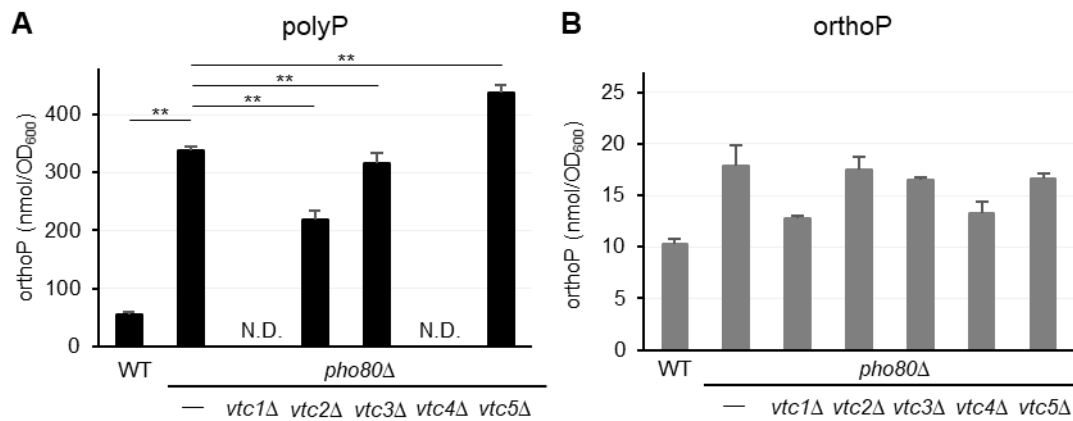 A
polyP
orthoP (nmol/OD600)
400
300
200
100
0
**
**
**
**
N.D.
N.D.
WT
pho80Δ
—
vtc1Δ
vtc2Δ
vtc3Δ
vtc4Δ
vtc5Δ
B
orthoP
orthoP (nmol/OD600)
25
20
15
10
5
0
WT
pho80Δ
—
vtc1Δ
vtc2Δ
vtc3Δ
vtc4Δ
vtc5Δ